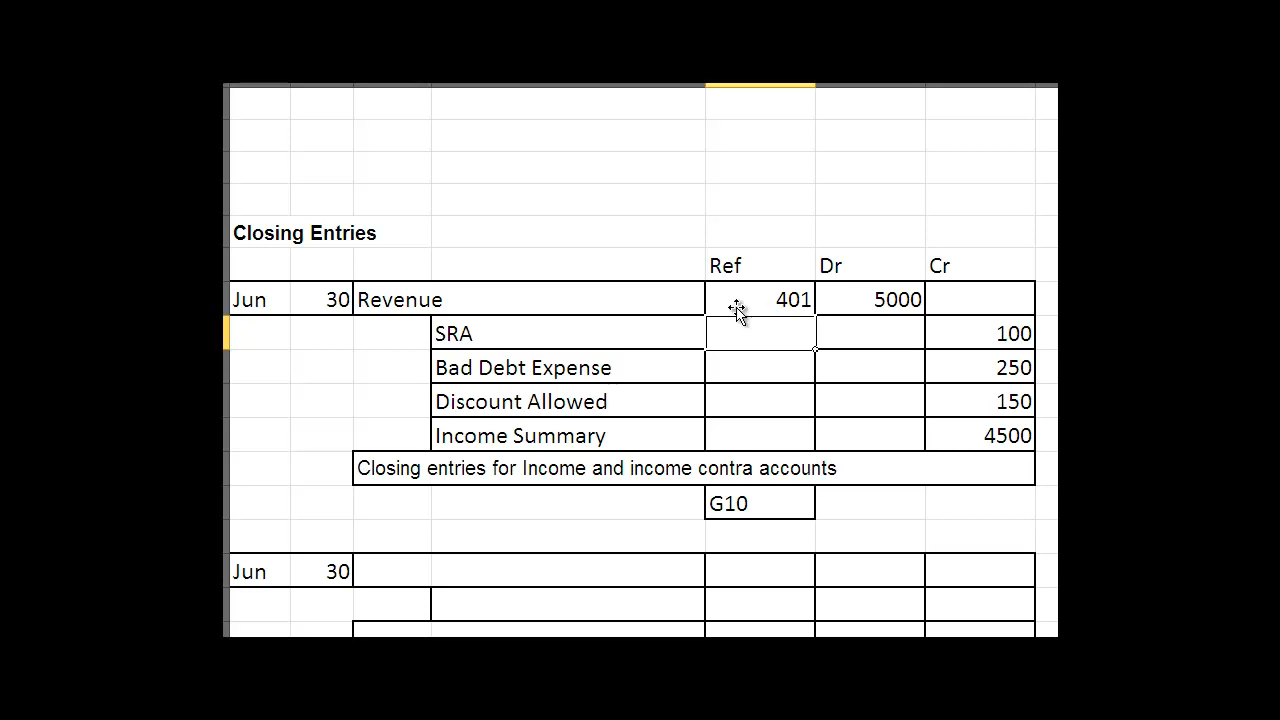 Closing Entries
Ref Dr Cr
Jun 30 Revenue 401 5000
SRA 100
Bad Debt Expense 250
Discount Allowed 150
Income Summary 4500
Closing entries for Income and income contra accounts
G10
Jun 30